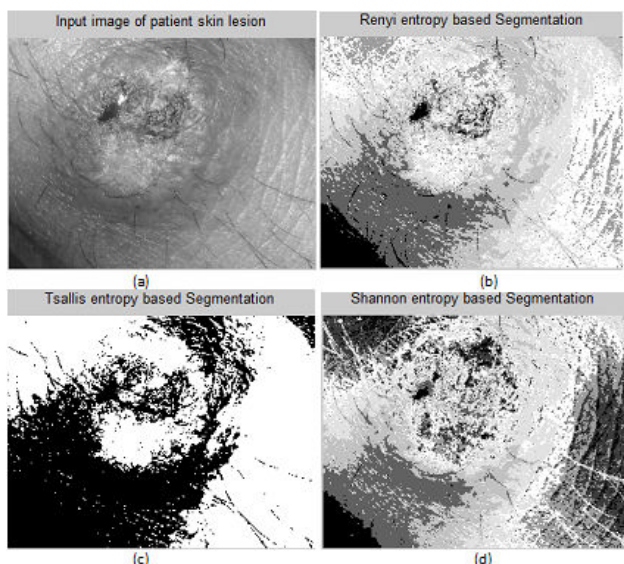 Input image of patient skin lesion
Renyi entropy based Segmentation
(a)
(b)
Tsallis entropy based Segmentation
Shannon entropy based Segmentation
(c)
(d)